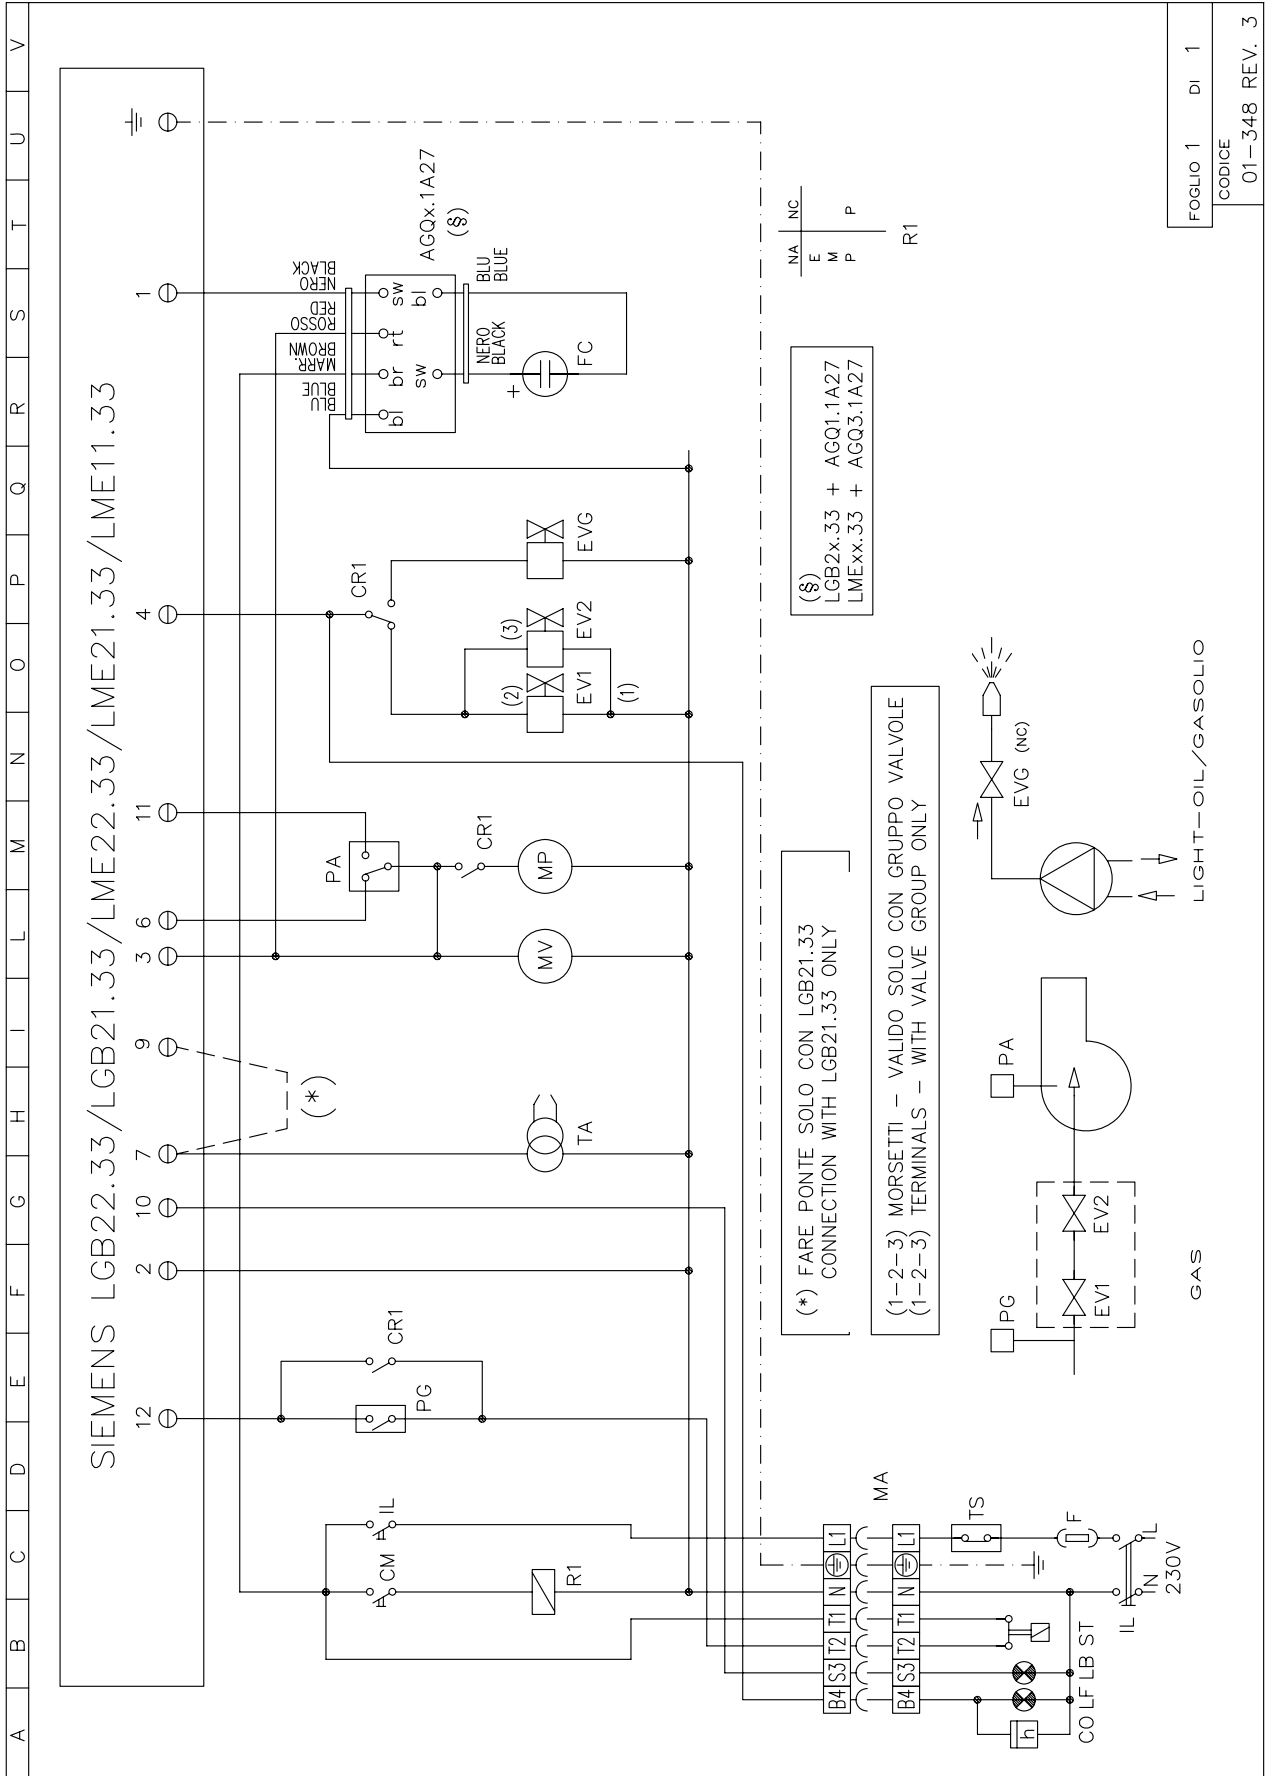 A B C D E F G H I L M N O P Q R S T U V
SIEMENS LGB22.33/LGB21.33/LME22.33/LME21.33/LME11.33
12 2 10 7 9 3 6 11 4 1
(*)
BLU
BLUE
MARR.
BROWN
ROSSO
RED
NERO
BLACK
bl br rt sw
sw bl
AGQx.1A27
(§)
NERO
BLACK
BLU
BLUE
+
FC
CM
IL
R1
PG
CR1
TA
MV
PA
CR1
MP
CR1
(2)
EV1
(1)
(3)
EV2
EVG
NA NC
E
M
P P
R1
(§)
LGB2x.33 + AGQ1.1A27
LMExx.33 + AGQ3.1A27
(*) FARE PONTE SOLO CON LGB21.33
CONNECTION WITH LGB21.33 ONLY
(1-2-3) MORSETTI - VALIDO SOLO CON GRUPPO VALVOLE
(1-2-3) TERMINALS - WITH VALVE GROUP ONLY
B4 S3 T2 T1 N L1
MA
B4 S3 T2 T1 N L1
h
CO LF LB ST
TS
F
IL
N L
230V
PG
EV1
EV2
PA
GAS
EVG (NC)
LIGHT-OIL/GASOLIO
FOGLIO 1 DI 1
CODICE
01-348 REV. 3